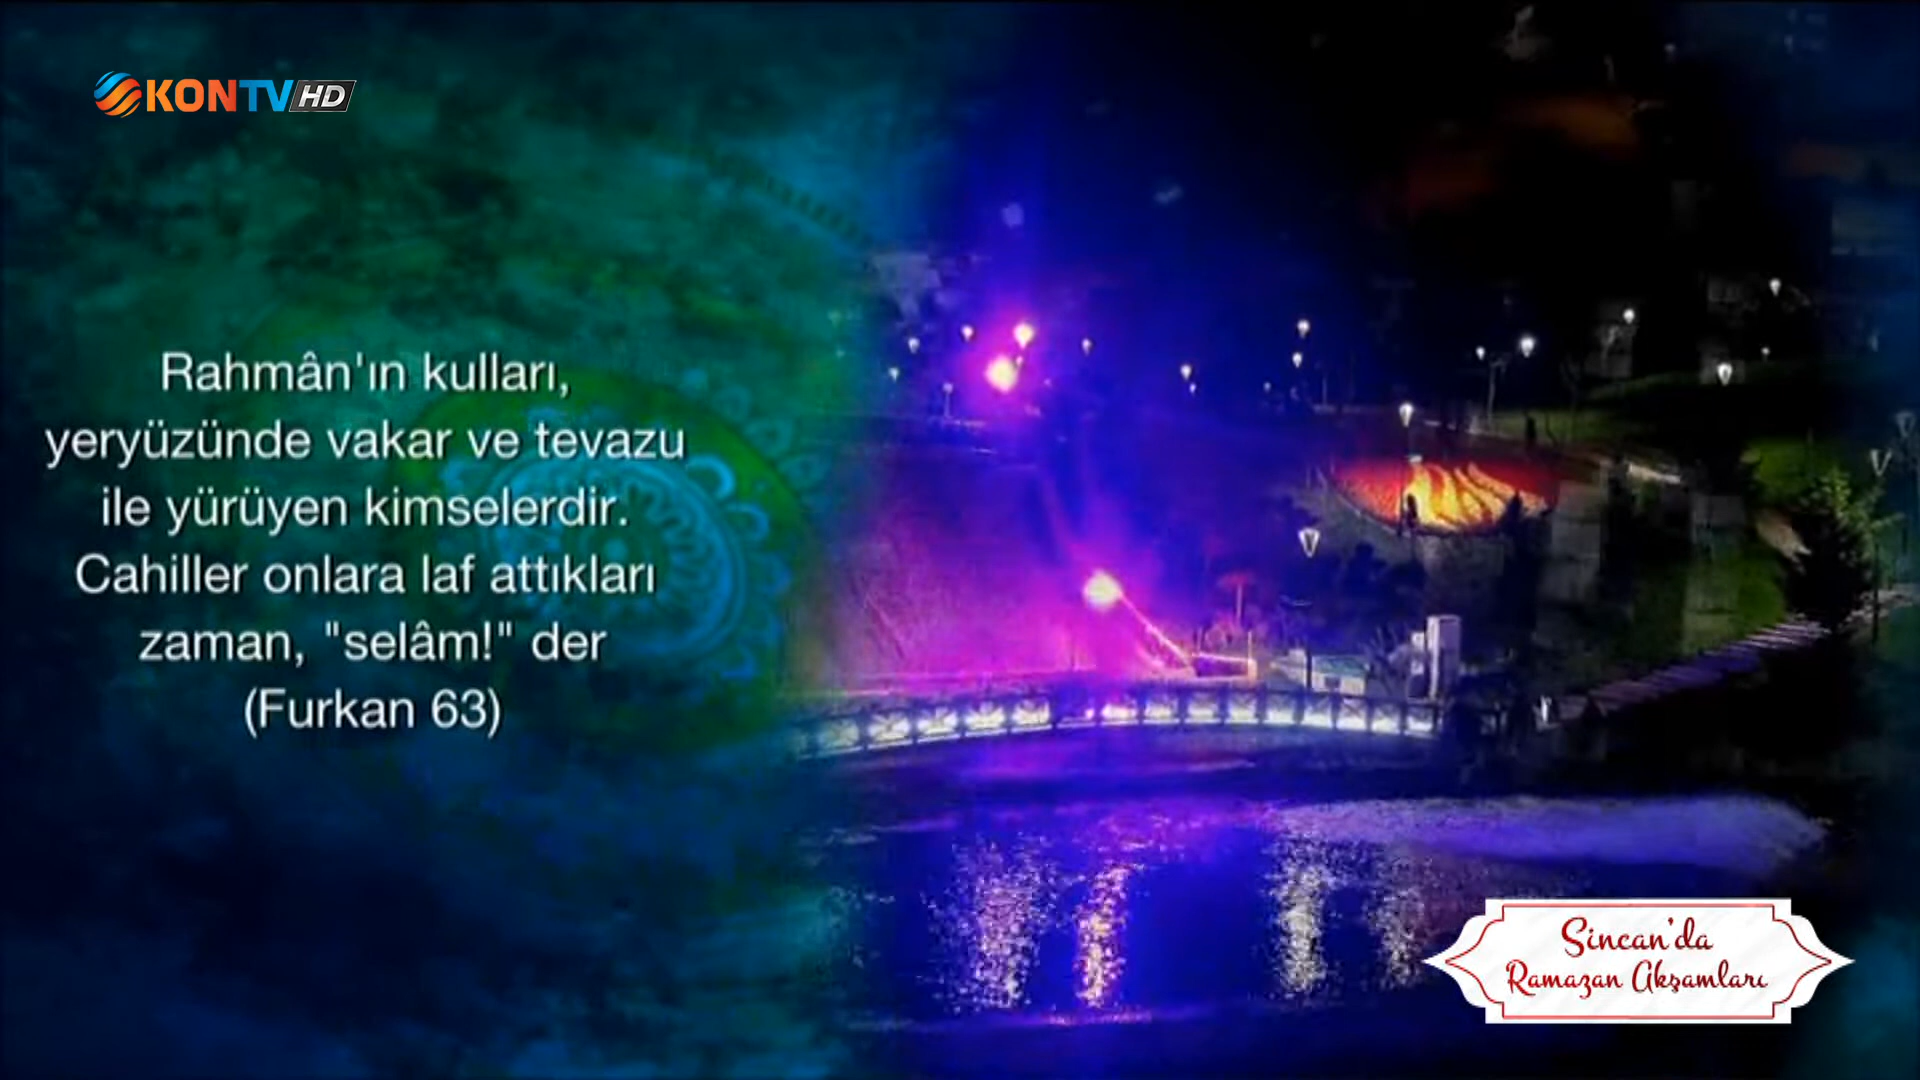 KONTV HD
Rahmân'ın kulları,
yeryüzünde vakar ve tevazu
ile yürüyen kimselerdir.
Cahiller onlara laf attıkları
zaman, "selâm!" der
(Furkan 63)
Sincan'da
Ramazan Akşamları